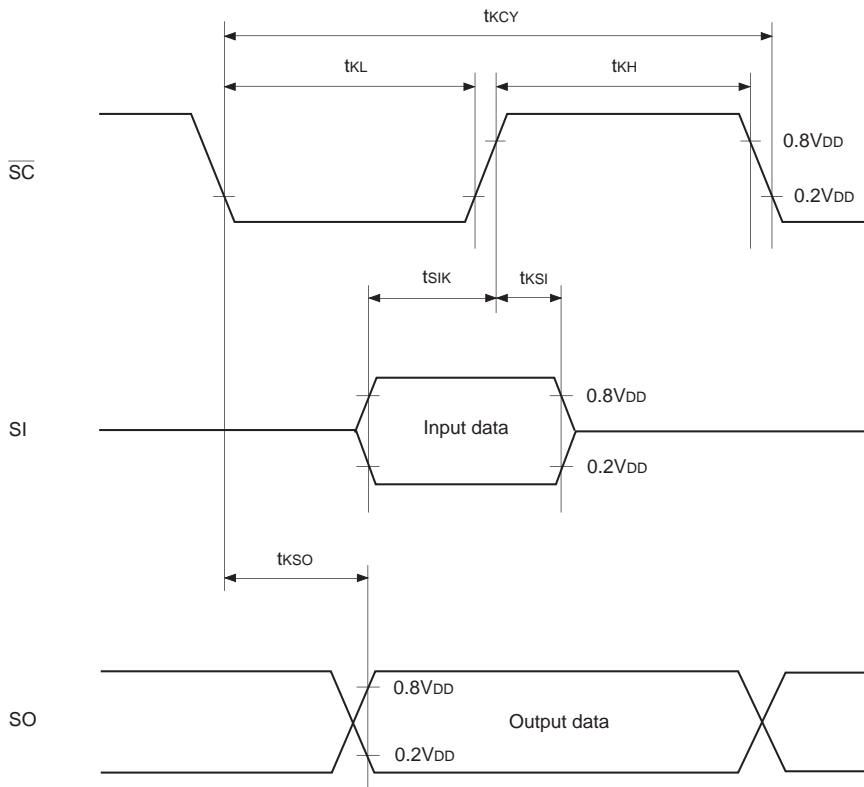 tKCY
tKL
tKH
0.8VDD
SC
0.2VDD
tSIK
tKSI
0.8VDD
SI
Input data
0.2VDD
tKSO
0.8VDD
SO
Output data
0.2VDD